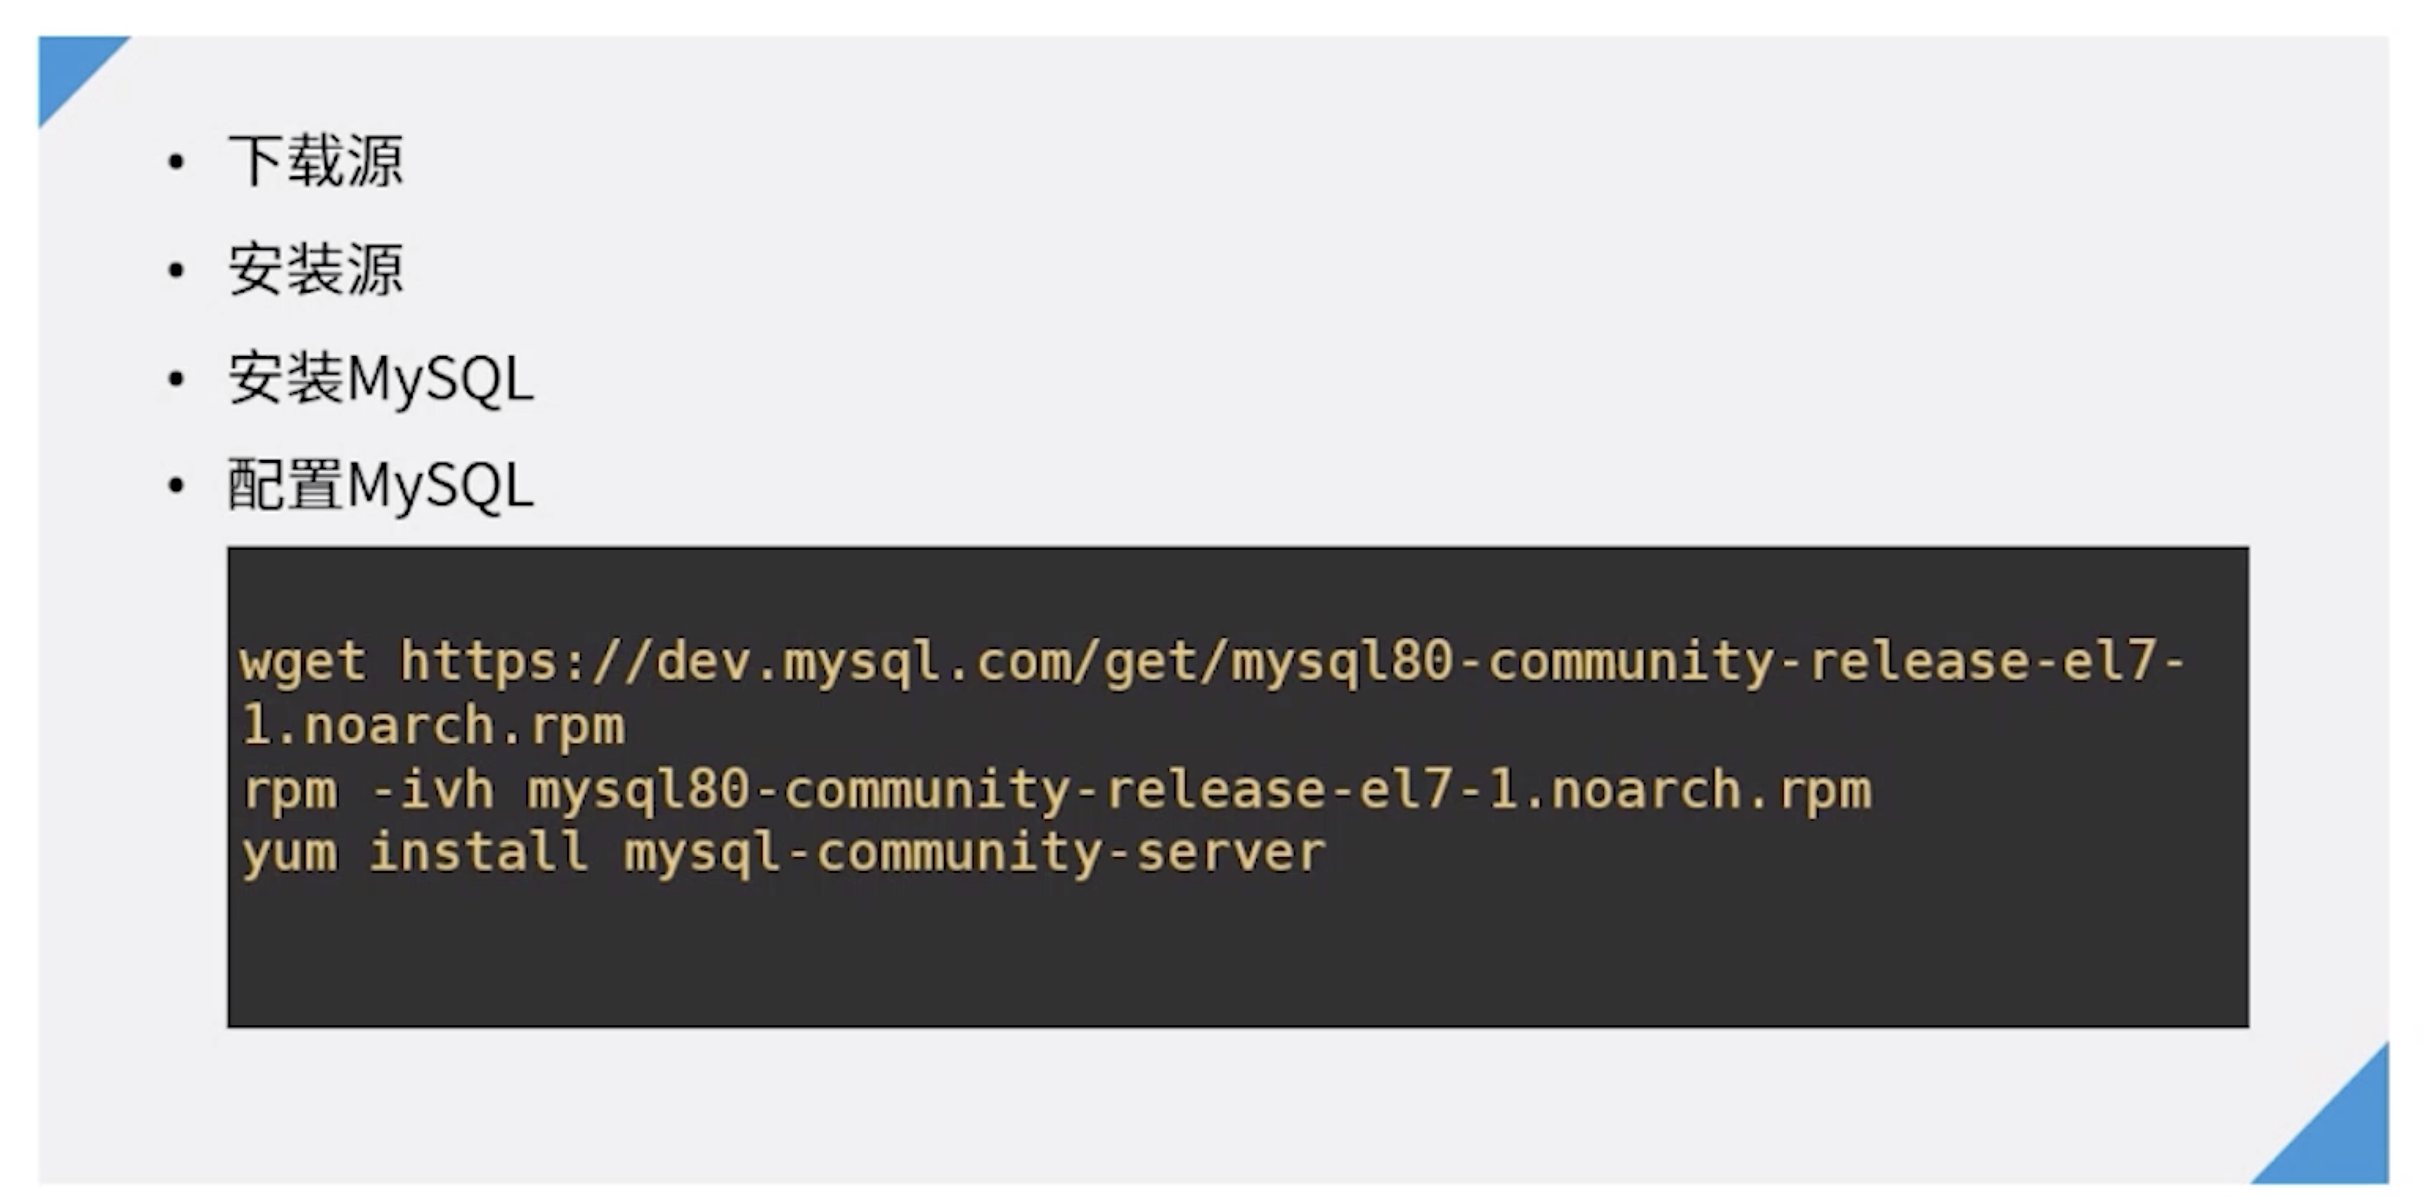 • 下载源
• 安装源
• 安装MySQL
• 配置MySQL
wget https://dev.mysql.com/get/mysql80-community-release-el7-
1.noarch.rpm
rpm -ivh mysql80-community-release-el7-1.noarch.rpm
yum install mysql-community-server